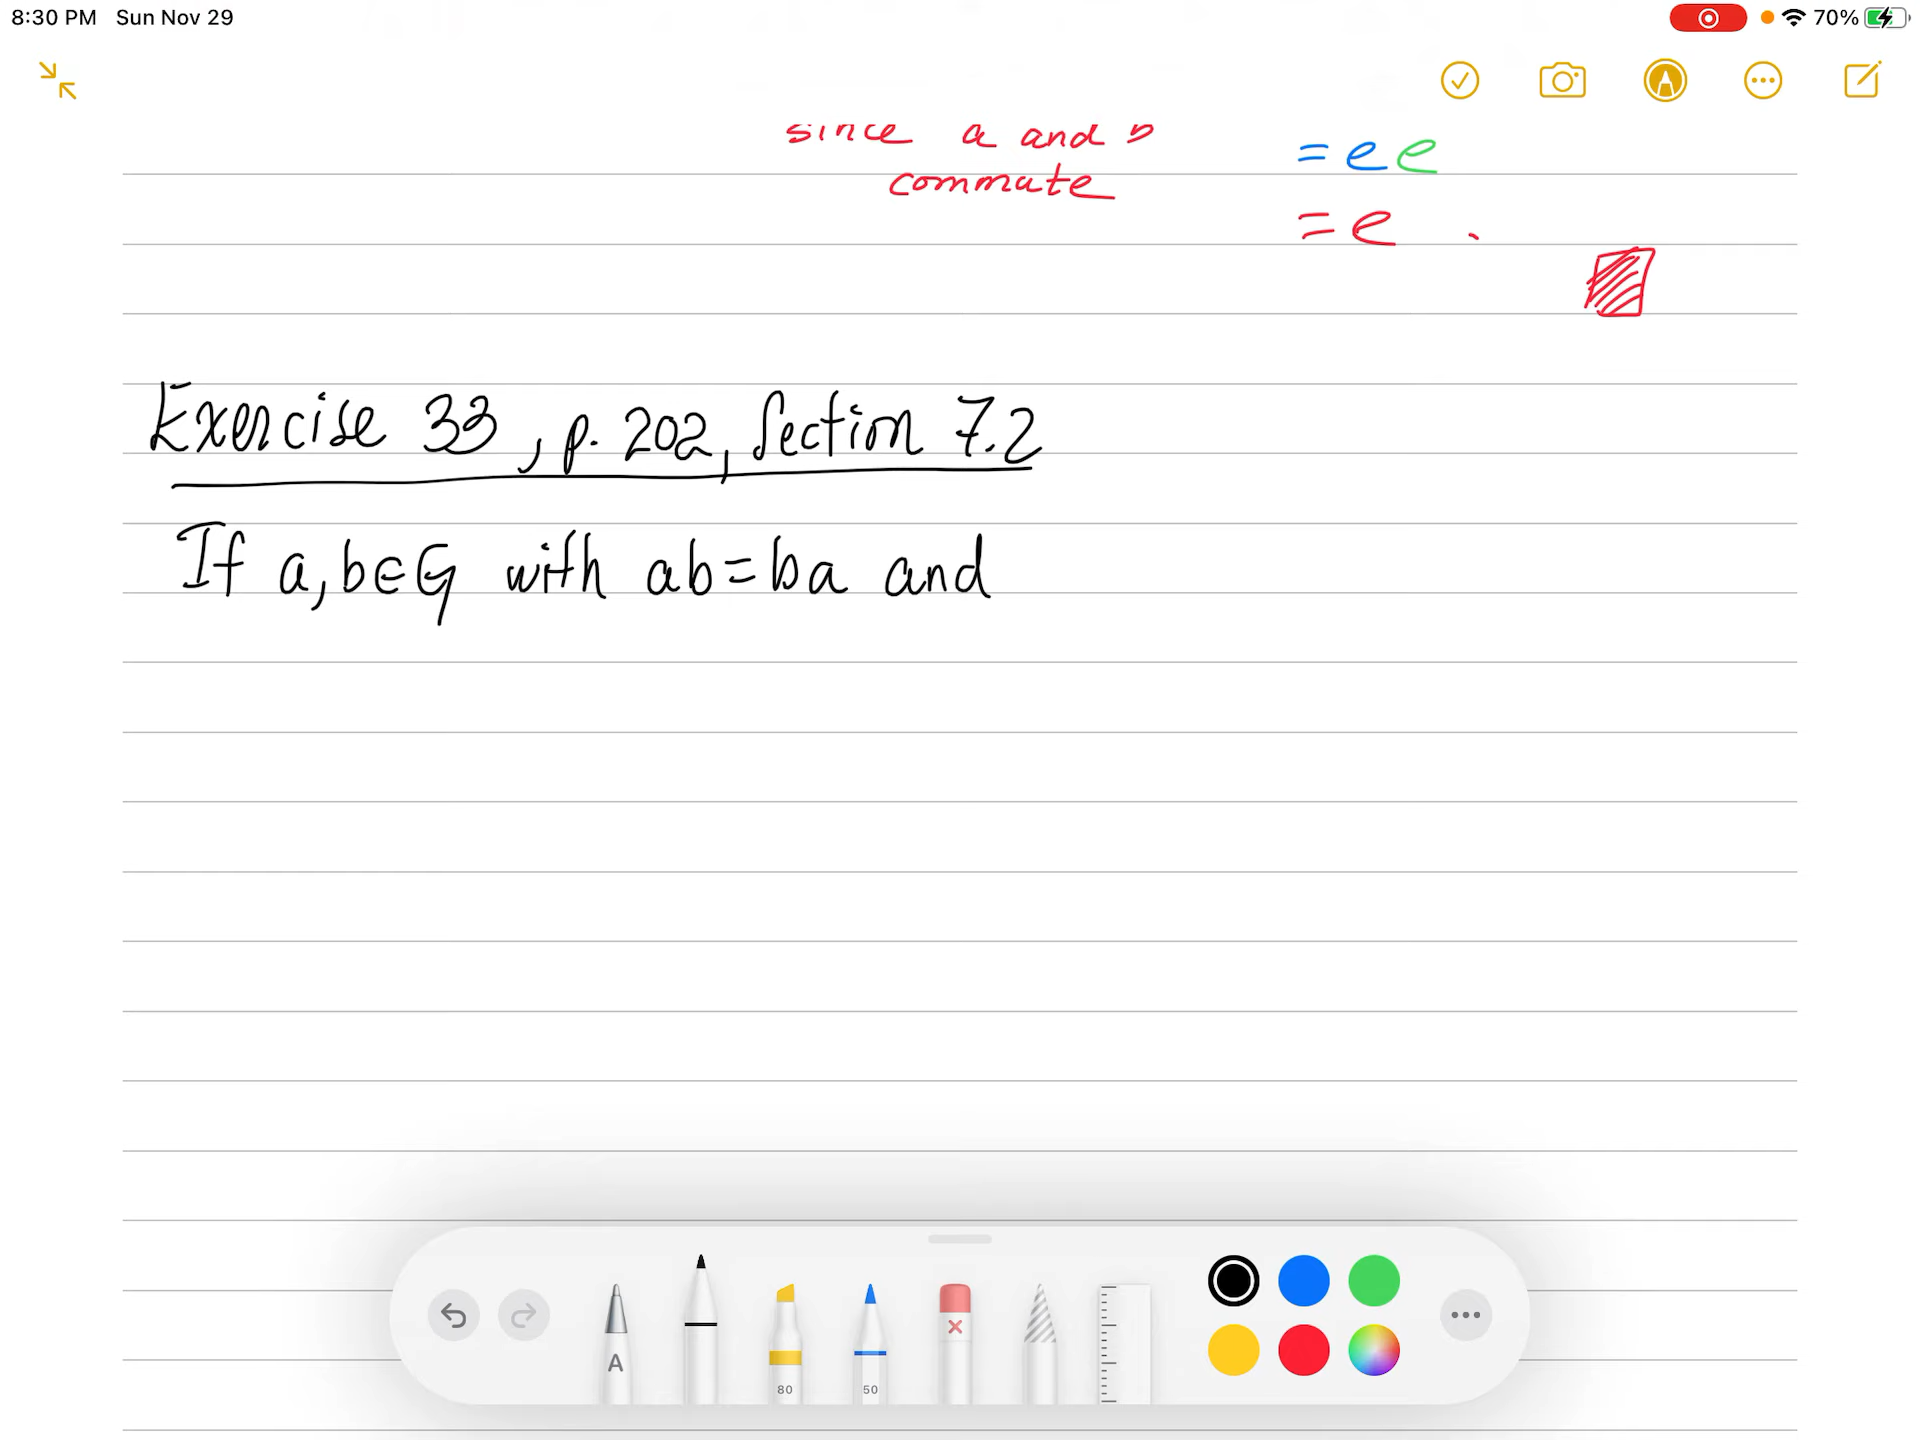 8:30 PM Sun Nov 29
70%
since a and b
commute
= e e
= e .
Exercise 33, p. 202, Section 7.2
If a, b ∈ G with ab = ba and
A
80
50